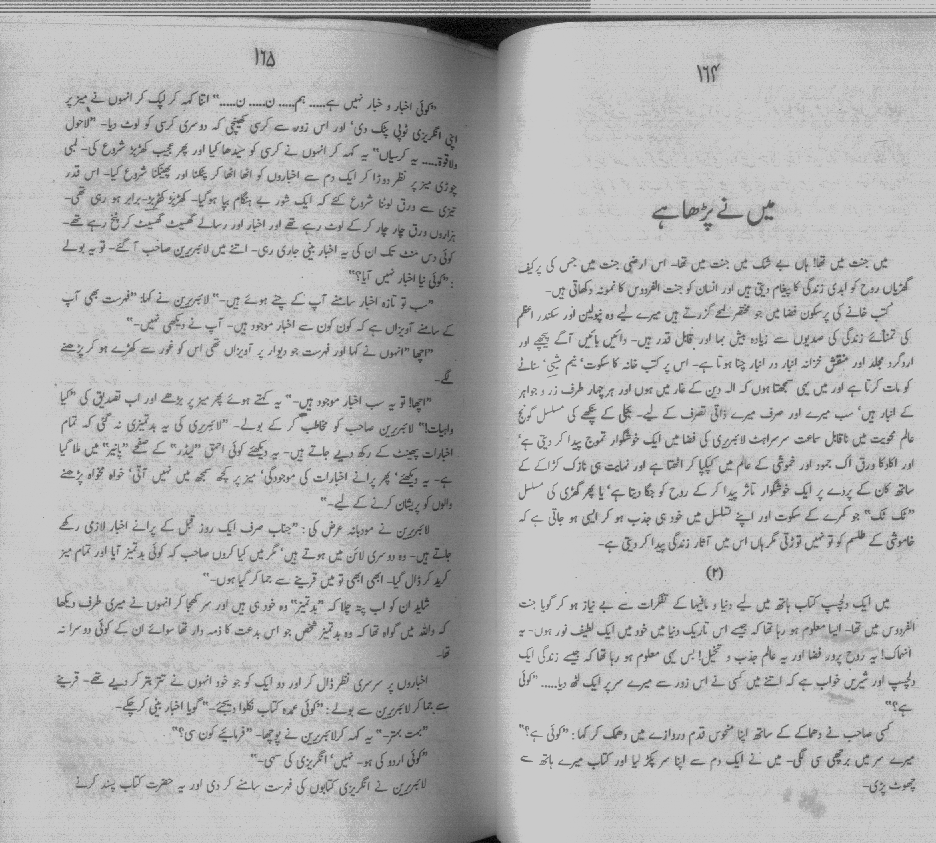 ۱۶۴
میں نے پڑھا ہے
میں جنت میں تھا! ہاں بے شک میں جنت میں تھا۔ اس ارضی جنت میں جس کی پرکیف
گھڑیاں روح کو ابدی زندگی کا پیغام دیتی ہیں اور انسان کو جنت الفردوس کا نمونہ دکھاتی ہیں۔
کتب خانے کی پرسکون فضا میں جو مختصر لمحے گزرتے ہیں میرے لیے وہ نپولین اور سکندر اعظم
کی تمنائے زندگی کی صدیوں سے زیادہ بیش بہا اور قابل قدر ہیں۔ دائیں بائیں آگے پیچھے اور
اردگرد مجلد اور منقش خزانہ انبار در انبار چنا ہوتا ہے۔ اس پر کتب خانہ کا سکوت، نیم شبی سناٹے
کو مات کرتا ہے اور میں یہی سمجھتا ہوں کہ الہ دین کے غار میں ہوں اور ہر چہار طرف زر و جواہر
کے انبار ہیں، سب میرے اور صرف میرے ذاتی تصرف کے لیے۔ بجلی کے پنکھے کی مسلسل گونج
عالم محویت میں ناقابل سماعت سرسراہٹ لائبریری کی فضا میں ایک خوشگوار تموج پیدا کر دیتی ہے،
اور اکا دکا ورق اک جمود اور خموشی کے عالم میں کپکپا کر اٹھتا ہے اور نہایت ہی نازک کڑاکے کے
ساتھ کان کے پردے پر ایک خوشگوار تاثر پیدا کر کے روح کو جگا دیتا ہے، یا پھر گھڑی کی مسلسل
"ٹک ٹک" جو کمرے کے سکوت اور اپنے تسلسل میں خود ہی جذب ہو کر ایسی ہو جاتی ہے کہ
خاموشی کے طلسم کو تو نہیں توڑتی مگر ہاں اس میں آثار زندگی پیدا کر دیتی ہے۔
(۲)
میں ایک دلچسپ کتاب ہاتھ میں لیے دنیا و مافیہا کے تفکرات سے بے نیاز ہو کر گویا جنت
الفردوس میں تھا۔ ایسا معلوم ہو رہا تھا کہ جیسے اس تاریک دنیا میں خود میں ایک لطیف نور ہوں۔ یہ
انہماک! یہ روح پرور فضا اور یہ عالم جذب و تخیل! بس یہی معلوم ہو رہا تھا کہ جیسے زندگی ایک
دلچسپ اور شیریں خواب ہے کہ اتنے میں کسی نے اس زور سے میرے سر پر ایک لٹھ دیا..... "کوئی
ہے؟"
کسی صاحب نے دھماکے کے ساتھ اپنا منحوس قدم دروازے میں دھمک کر کہا : "کوئی ہے؟"
میرے سر میں برچھی سی لگی۔ میں نے ایک دم سے اپنا سر پکڑ لیا اور کتاب میرے ہاتھ سے
چھوٹ پڑی۔
۱۶۵
"کوئی اخبار و خبار نہیں ہے..... ہم..... ن..... ن....." اتنا کہہ کر لپک کر انہوں نے میز پر
اپنی انگریزی ٹوپی پٹک دی، اور اس زون سے کرسی کھینچی کہ دوسری کرسی کو لوٹ دیا۔ "لاحول
ولا قوۃ..... یہ کرسیاں" یہ کہہ کر انہوں نے کرسی کو سیدھا کیا اور پھر عجیب کھڑبڑ شروع کی۔ لمبی
چوڑی میز پر نظر دوڑا کر ایک دم سے اخباروں کو اٹھا اٹھا کر پٹکنا اور پھینکنا شروع کیا۔ اس قدر
تیزی سے ورق لوٹنا شروع کئے کہ ایک شور بے ہنگام بپا ہوگیا۔ کھڑبڑ کھڑبڑ۔ برابر ہو رہی تھی۔
ہزاروں ورق چار چار کر کے لوٹ رہے تھے اور اخبار اور رسالے گھسیٹ گھسیٹ کر پٹخ رہے تھے۔
کوئی دس منٹ تک ان کی یہ اخبار بینی جاری رہی۔ اتنے میں لائبریرین صاحب آ گئے۔ تو یہ بولے
: "کوئی نیا اخبار نہیں آیا؟"
"سب تو تازہ اخبار سامنے آپ کے چنے ہوئے ہیں۔" لائبریرین نے کہا: "فہرست بھی آپ
کے سامنے آویزاں ہے کہ کون کون سے اخبار موجود ہیں۔ آپ نے دیکھی نہیں۔"
"اچھا" انہوں نے کہا اور فہرست جو دیوار پر آویزاں تھی اس کو غور سے کھڑے ہو کر پڑھنے
لگے۔
"اچھا! تو یہ سب اخبار موجود ہیں۔" یہ کہتے ہوئے پھر میز پر بڑھے اور اب تصدیق کی "کیا
واہیات!" لائبریرین صاحب کو مخاطب کر کے بولے۔ "لائبریری کی یہ بدتمیزی نہ گئی کہ تمام
اخبارات پھینٹ کے رکھ دیے جاتے ہیں۔ یہ دیکھئے کوئی احمق "لیڈر" کے صفحے "پانیر" میں ملا گیا
ہے۔ یہ دیکھئے، پھر پرانے اخبارات کی موجودگی، میز پر کچھ سمجھ میں نہیں آتی، خواہ مخواہ پڑھنے
والوں کو پریشان کرنے کے لیے۔"
لائبریرین نے مودبانہ عرض کی : "جناب صرف ایک روز قبل کے پرانے اخبار لازی رکھے
جاتے ہیں۔ وہ دوسری لائن میں ہوتے ہیں، مگر میں کیا کروں صاحب کہ کوئی بدتمیز آیا اور تمام میز
کرید کر ڈال گیا۔ ابھی ابھی تو میں قرینے سے جما کر گیا ہوں۔"
شاید ان کو اب پتہ چلا کہ "بدتمیز" وہ خود ہی ہیں اور سر کھجا کر انہوں نے میری طرف دیکھا
کہ واللہ میں گواہ تھا کہ وہ بدتمیز شخص جو اس بدعت کا ذمہ دار تھا سوائے ان کے کوئی دوسرا نہ
تھا۔
اخباروں پر سرسری نظر ڈال کر اور دو ایک کو جو خود انہوں نے تتر بتر کر دیے تھے۔ قرینے
سے جما کر لائبریرین سے بولے : "کوئی عمدہ کتاب نکلوا دیجئے۔" گویا اخبار بینی کر چکے۔
"بہت بہتر۔" یہ کہہ کر لائبریرین نے پوچھا۔ "فرمائیے کون سی؟"
"کوئی اردو کی ہو۔ نہیں، انگریزی کی سہی۔"
لائبریرین نے انگریزی کتابوں کی فہرست سامنے کر دی اور یہ حضرت کتاب پسند کرنے